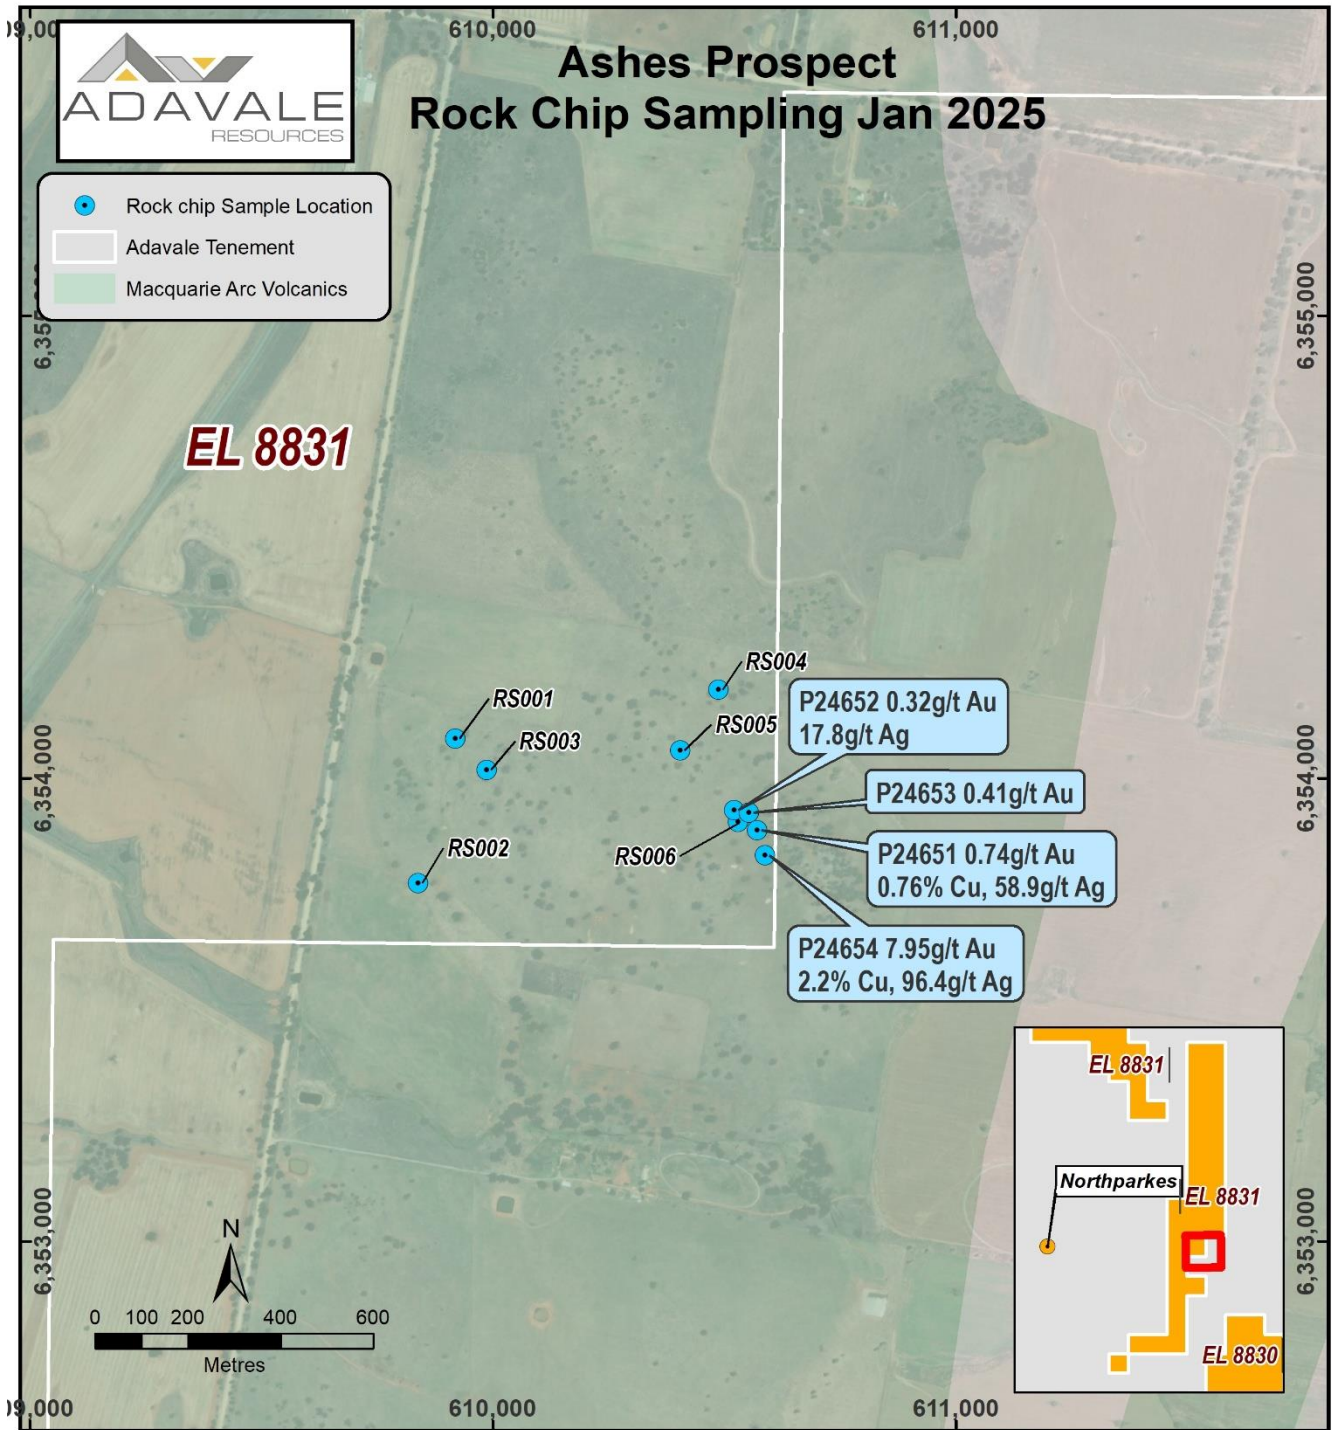 09,000
610,000
611,000
Ashes Prospect
Rock Chip Sampling Jan 2025
ADAVALE
RESOURCES
Rock chip Sample Location
Adavale Tenement
Macquarie Arc Volcanics
6,355,000
EL 8831
RS004
RS001
RS005
RS003
P24652 0.32g/t Au
17.8g/t Ag
P24653 0.41g/t Au
6,354,000
6,354,000
RS002
RS006
P24651 0.74g/t Au
0.76% Cu, 58.9g/t Ag
P24654 7.95g/t Au
2.2% Cu, 96.4g/t Ag
EL 8831
Northparkes
EL 8831
EL 8830
6,353,000
6,353,000
N
0 100 200 400 600
Metres
09,000
610,000
611,000